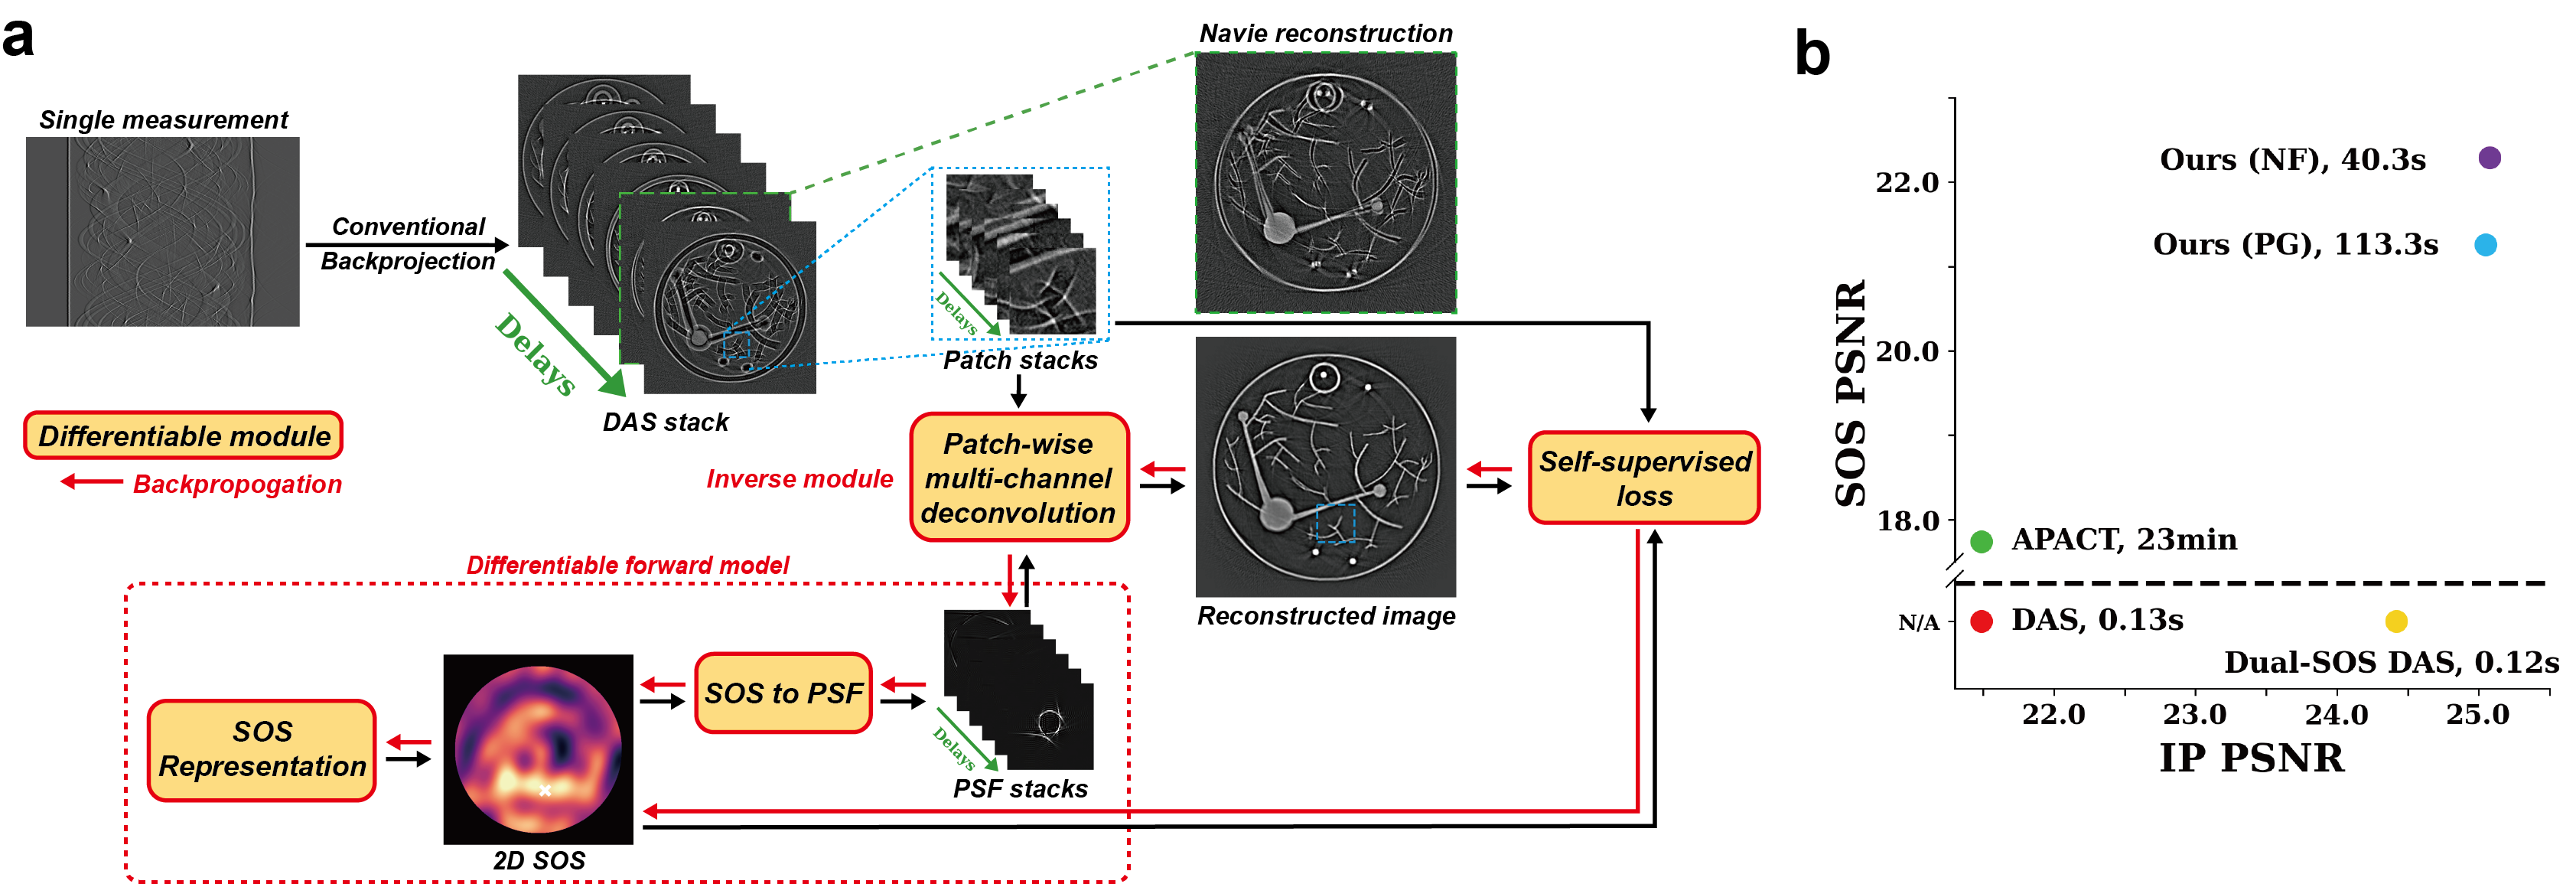 a
Single measurement
Conventional
Backprojection
Delays
DAS stack
Navie reconstruction
Delays
Patch stacks
Differentiable module
Backpropogation
Inverse module
Patch-wise
multi-channel
deconvolution
Reconstructed image
Self-supervised
loss
Differentiable forward model
SOS
Representation
2D SOS
SOS to PSF
Delays
PSF stacks
b
SOS PSNR
22.0
20.0
18.0
N/A
Ours (NF), 40.3s
Ours (PG), 113.3s
APACT, 23min
DAS, 0.13s
Dual-SOS DAS, 0.12s
22.0
23.0
24.0
25.0
IP PSNR